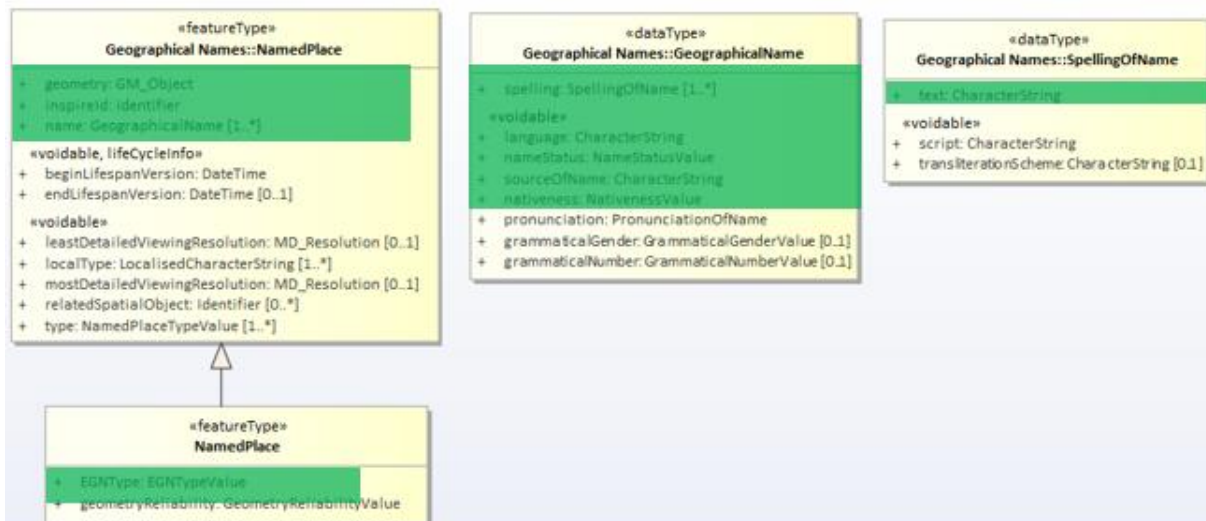 «featureType»
Geographical Names::NamedPlace
+ geometry: GM_Object
+ inspireId: Identifier
+ name: GeographicalName [1..*]
«voidable, lifeCycleInfo»
+ beginLifespanVersion: DateTime
+ endLifespanVersion: DateTime [0..1]
«voidable»
+ leastDetailedViewingResolution: MD_Resolution [0..1]
+ localType: LocalisedCharacterString [1..*]
+ mostDetailedViewingResolution: MD_Resolution [0..1]
+ relatedSpatialObject: Identifier [0..*]
+ type: NamedPlaceTypeValue [1..*]
«featureType»
NamedPlace
+ EGNType: EGNTypeValue
+ geometryReliability: GeometryReliabilityValue
«dataType»
Geographical Names::GeographicalName
+ spelling: SpellingOfName [1..*]
«voidable»
+ language: CharacterString
+ nameStatus: NameStatusValue
+ sourceOfName: CharacterString
+ nativeness: NativenessValue
+ pronunciation: PronunciationOfName
+ grammaticalGender: GrammaticalGenderValue [0..1]
+ grammaticalNumber: GrammaticalNumberValue [0..1]
«dataType»
Geographical Names::SpellingOfName
+ text: CharacterString
«voidable»
+ script: CharacterString
+ transliterationScheme: CharacterString [0..1]